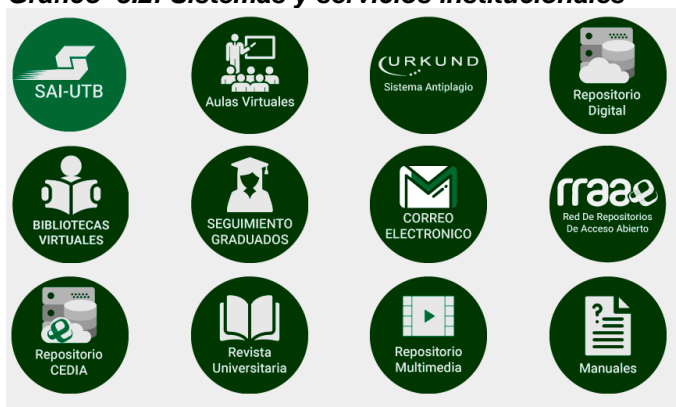 Gráfico 3.2. Sistemas y servicios institucionales
SAI-UTB
Aulas Virtuales
URKUND
Sistema Antiplagio
Repositorio
Digital
BIBLIOTECAS
VIRTUALES
SEGUIMIENTO
GRADUADOS
CORREO
ELECTRONICO
rraae
Red De Repositorios
De Acceso Abierto
Repositorio
CEDIA
Revista
Universitaria
Repositorio
Multimedia
Manuales